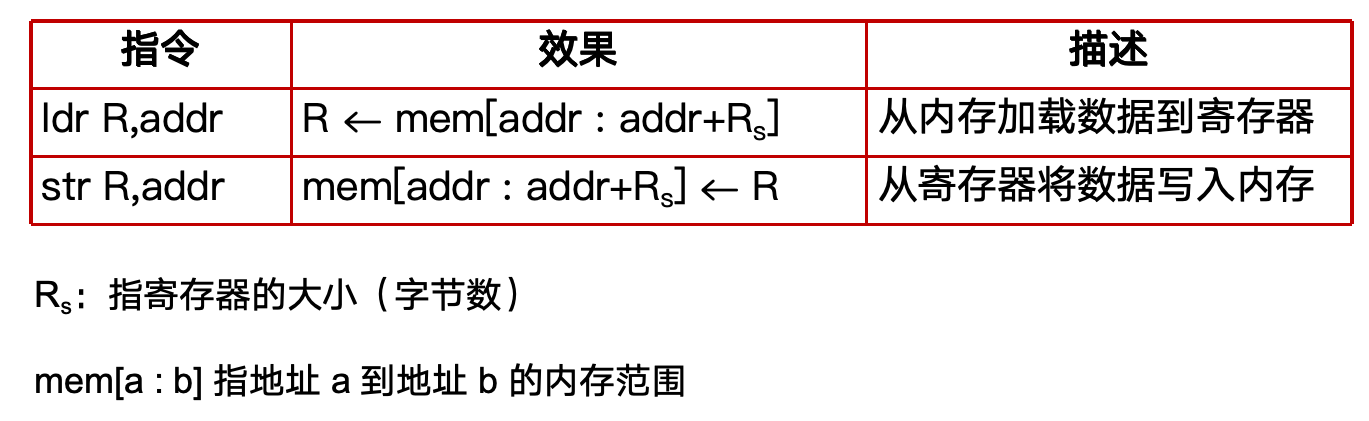 指令 效果 描述
ldr R,addr R ← mem[addr : addr+Rs] 从内存加载数据到寄存器
str R,addr mem[addr : addr+Rs] ← R 从寄存器将数据写入内存
Rs：指寄存器的大小（字节数）
mem[a : b] 指地址 a 到地址 b 的内存范围